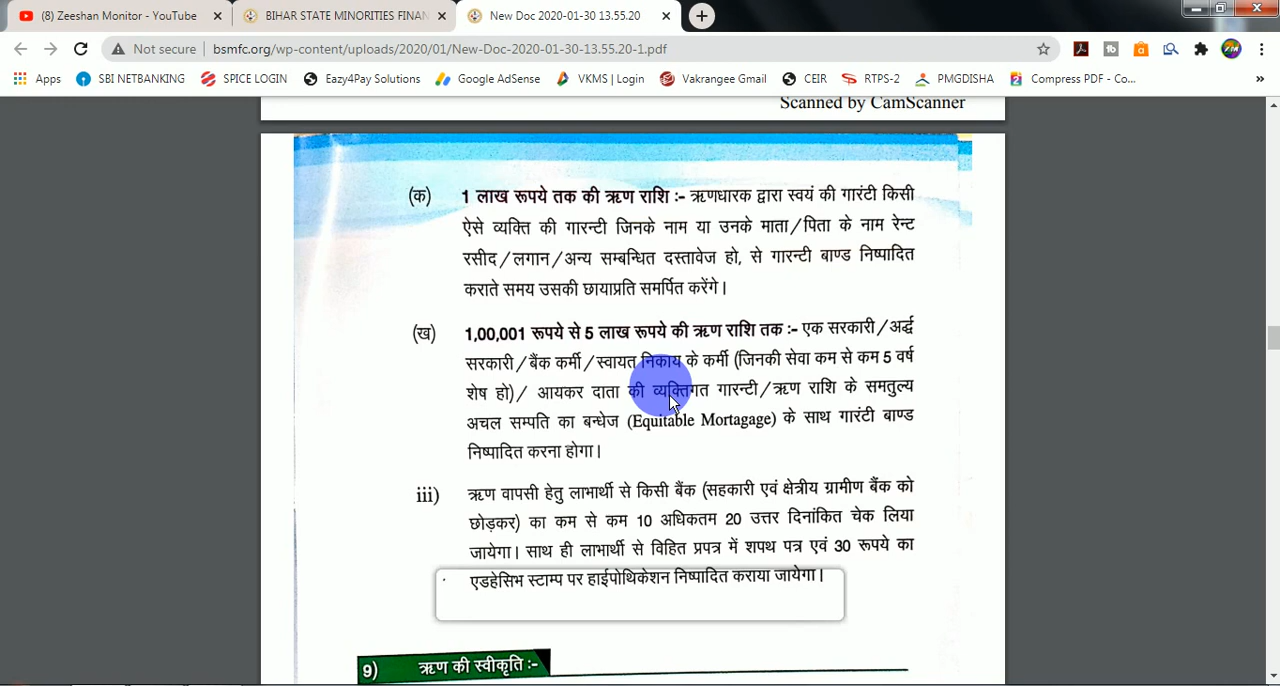 (8) Zeeshan Monitor - YouTube
BIHAR STATE MINORITIES FINAN
New Doc 2020-01-30 13.55.20
Not secure | bsmfc.org/wp-content/uploads/2020/01/New-Doc-2020-01-30-13.55.20-1.pdf
Apps SBI NETBANKING SPICE LOGIN Eazy4Pay Solutions Google AdSense VKMS | Login Vakrangee Gmail CEIR RTPS-2 PMGDISHA Compress PDF - Co... »
Scanned by CamScanner
(क) 1 लाख रूपये तक की ऋण राशि :- ऋणधारक द्वारा स्वयं की गारंटी किसी
ऐसे व्यक्ति की गारन्टी जिनके नाम या उनके माता/पिता के नाम रेन्ट
रसीद/लगान/अन्य सम्बन्धित दस्तावेज हो, से गारन्टी बाण्ड निष्पादित
कराते समय उसकी छायाप्रति समर्पित करेंगे।
(ख) 1,00,001 रूपये से 5 लाख रूपये की ऋण राशि तक :- एक सरकारी/अर्द्ध
सरकारी/बैंक कर्मी/स्वायत निकाय के कर्मी (जिनकी सेवा कम से कम 5 वर्ष
शेष हो)/ आयकर दाता की व्यक्तिगत गारन्टी/ऋण राशि के समतुल्य
अचल सम्पति का बन्धेज (Equitable Mortagage) के साथ गारंटी बाण्ड
निष्पादित करना होगा।
iii) ऋण वापसी हेतु लाभार्थी से किसी बैंक (सहकारी एवं क्षेत्रीय ग्रामीण बैंक को
छोड़कर) का कम से कम 10 अधिकतम 20 उत्तर दिनांकित चेक लिया
जायेगा। साथ ही लाभार्थी से विहित प्रपत्र में शपथ पत्र एवं 30 रूपये का
एडहेसिभ स्टाम्प पर हाईपोथिकेशन निष्पादित कराया जायेगा।
9) ऋण की स्वीकृति :-